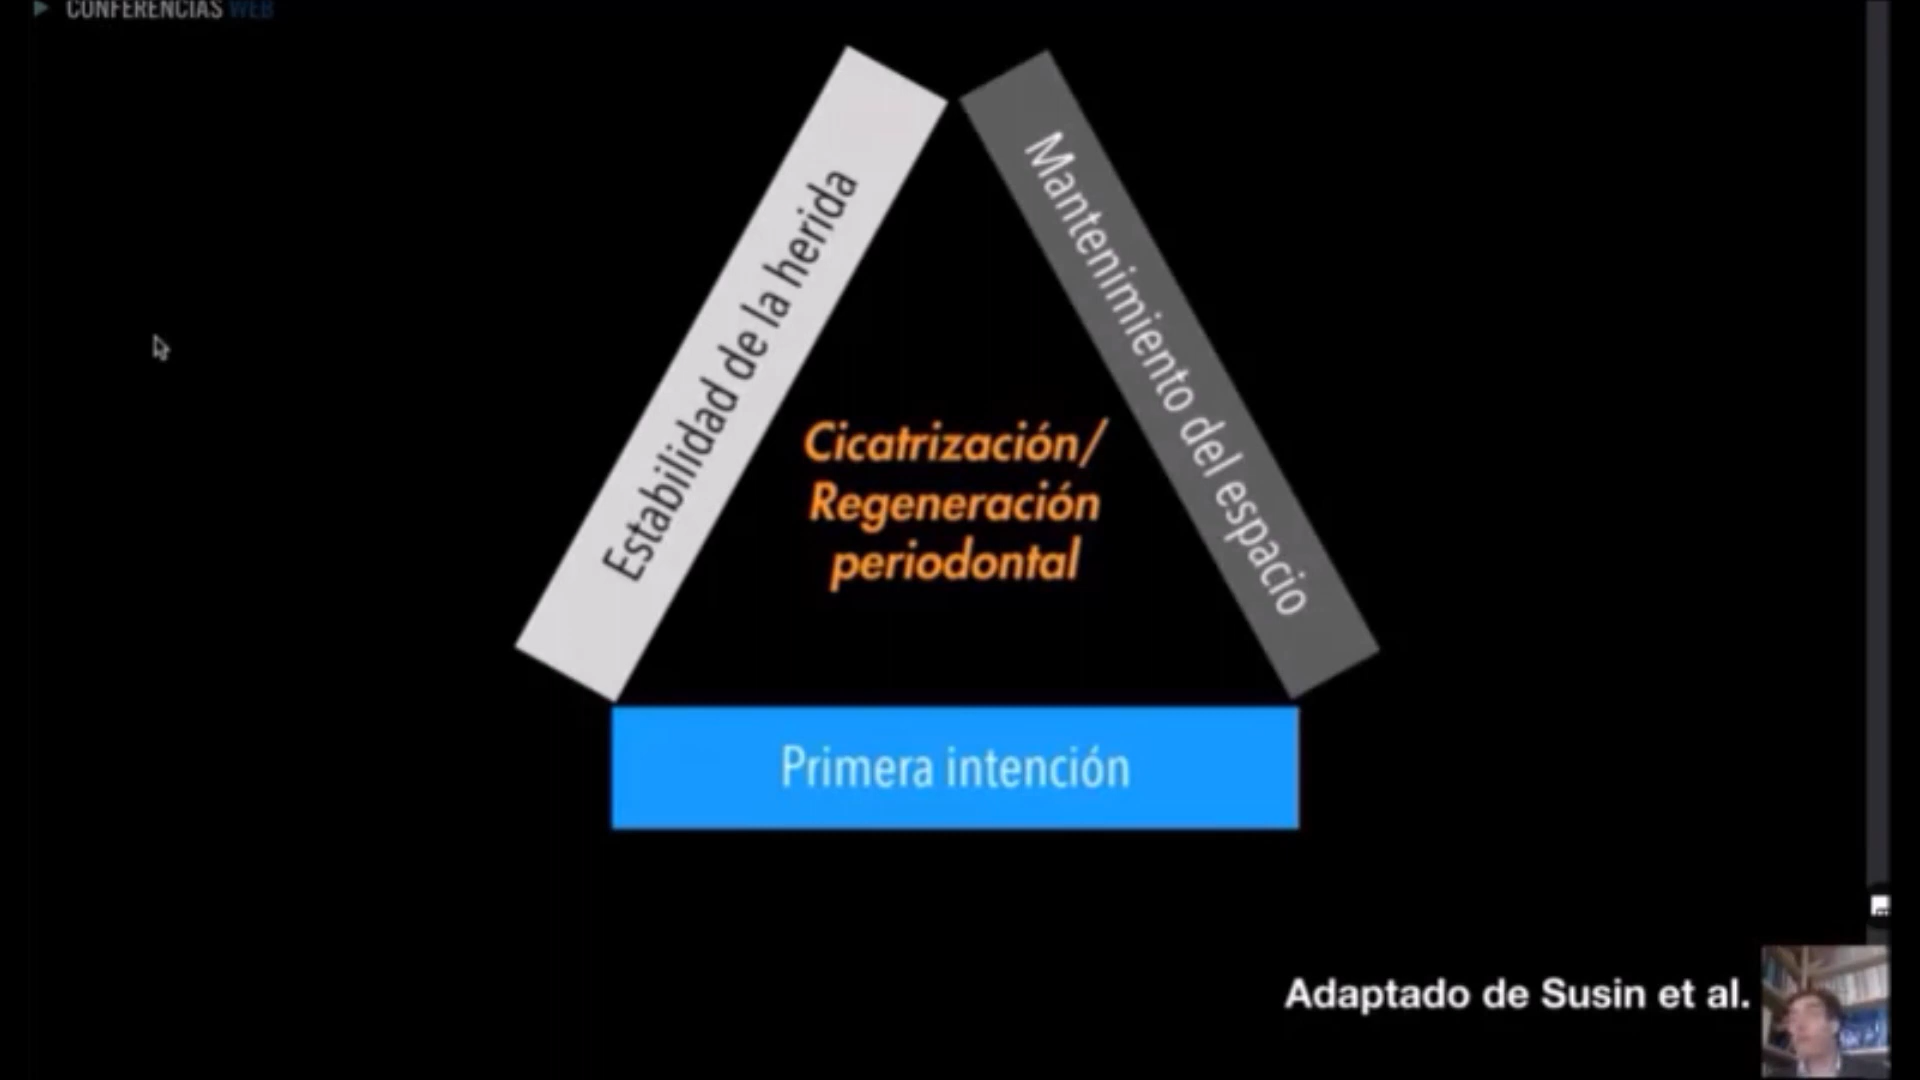 CONFERENCIAS WEB
Estabilidad de la herida
Mantenimiento del espacio
Cicatrización/
Regeneración
periodontal
Primera intención
Adaptado de Susin et al.